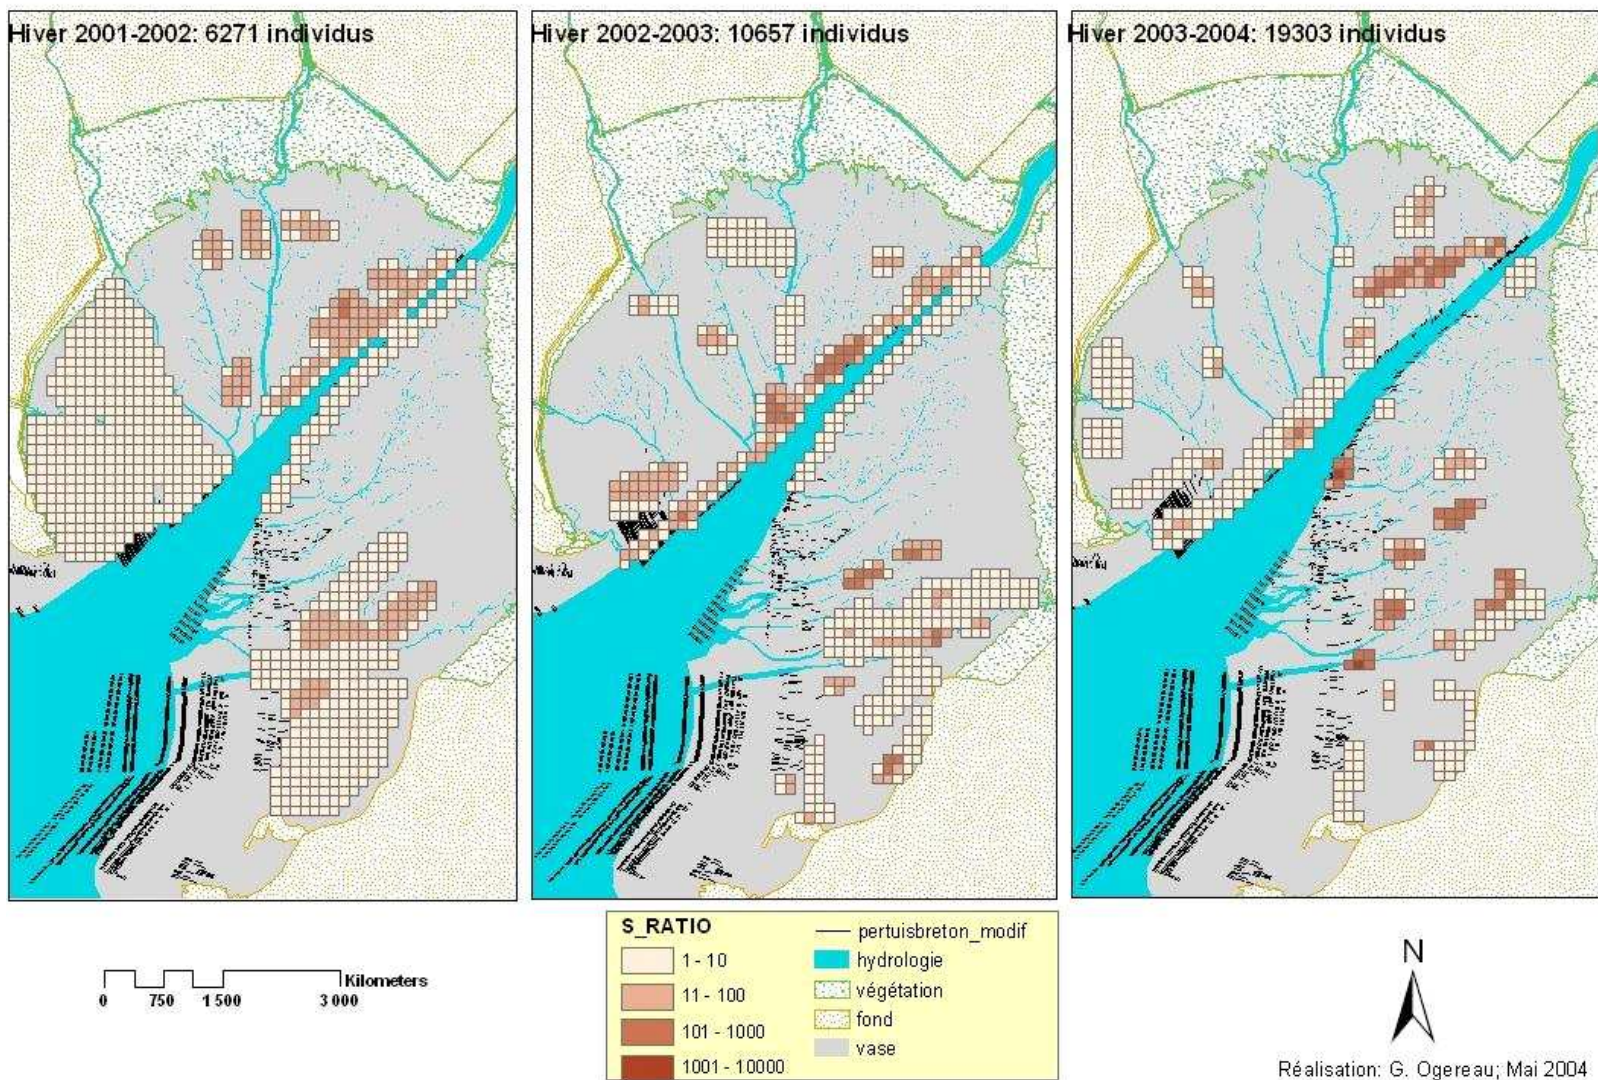 Hiver 2001-2002: 6271 individus
Hiver 2002-2003: 10657 individus
Hiver 2003-2004: 19303 individus
S_RATIO
1 - 10
11 - 100
101 - 1000
1001 - 10000
pertuisbreton_modif
hydrologie
végétation
fond
vase
Kilometers
0 750 1 500 3 000
N
Réalisation: G. Ogereau; Mai 2004